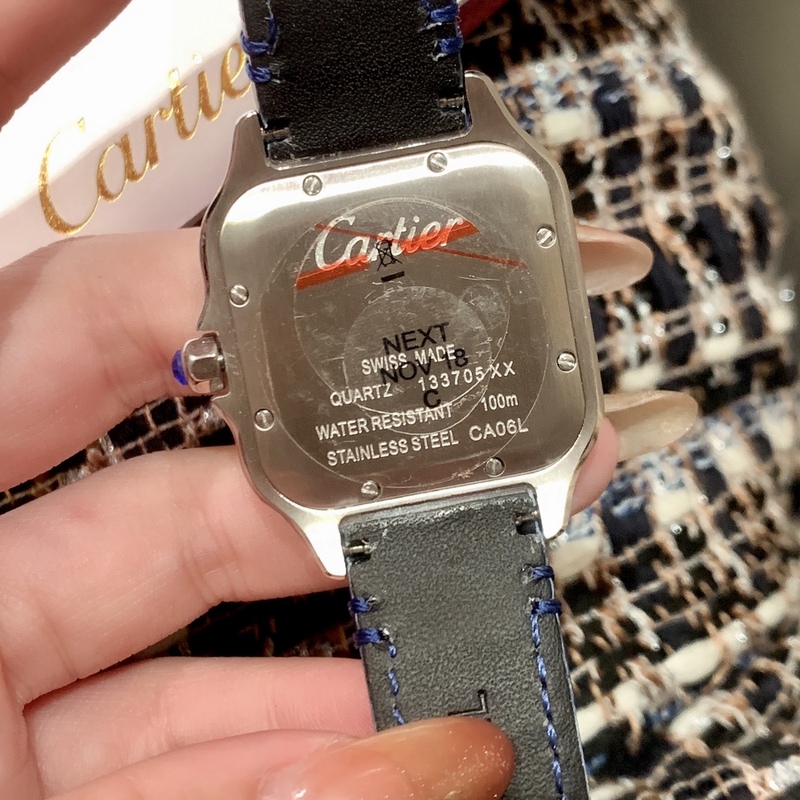 Cartier
Cartier
NEXT
SWISS MADE
NOV 18
QUARTZ 133705XX
C
WATER RESISTANT 100m
STAINLESS STEEL CA06L
L